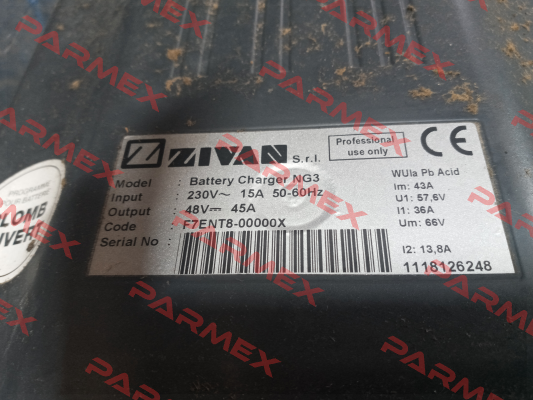 PARMEX
ZIVAN S.r.l.
Professional
use only
CE
Model : Battery Charger NG3
Input : 230V~ 15A 50-60Hz
Output : 48V⎓ 45A
Code : F7ENT8-00000X
Serial No :
WUIa Pb Acid
Im: 43A
U1: 57,6V
I1: 36A
Um: 66V
I2: 13,8A
1118126248